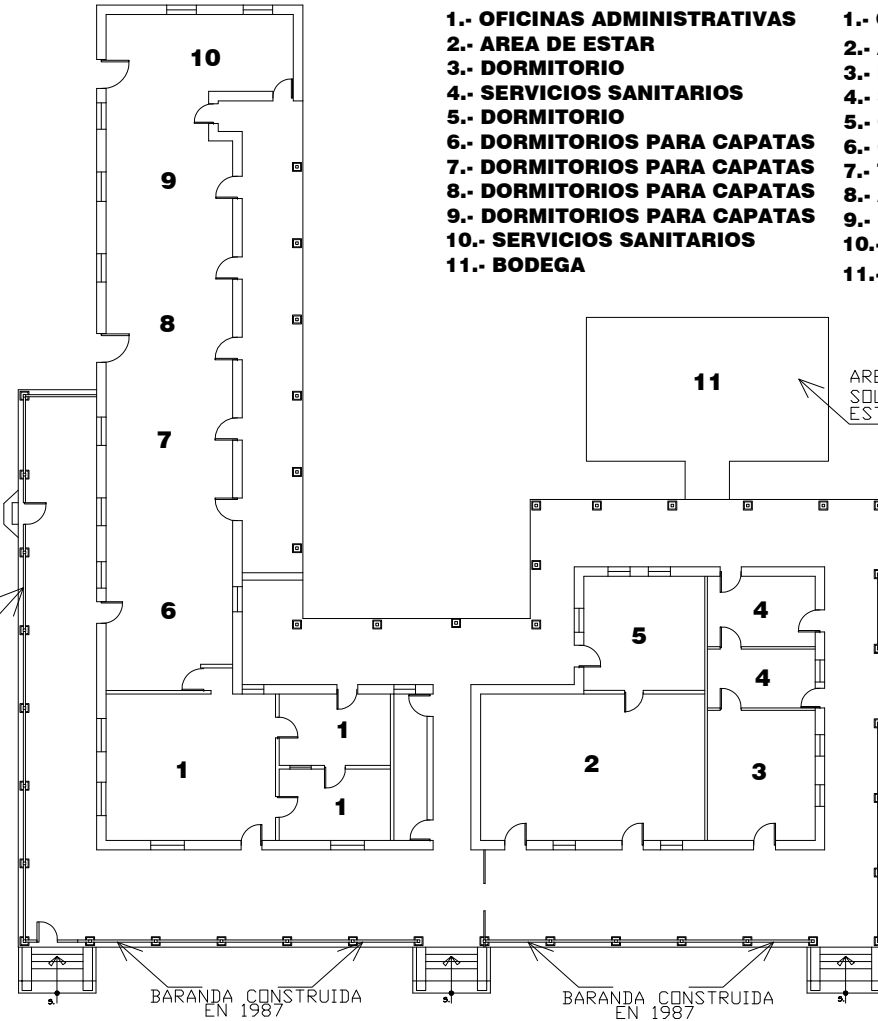 1.- OFICINAS ADMINISTRATIVAS
2.- AREA DE ESTAR
3.- DORMITORIO
4.- SERVICIOS SANITARIOS
5.- DORMITORIO
6.- DORMITORIOS PARA CAPATAS
7.- DORMITORIOS PARA CAPATAS
8.- DORMITORIOS PARA CAPATAS
9.- DORMITORIOS PARA CAPATAS
10.- SERVICIOS SANITARIOS
11.- BODEGA
1.-
2.-
3.-
4.-
5.-
6.-
7.-
8.-
9.-
10.-
11.-
10
9
8
7
6
11
5
4
4
1
1
1
2
3
S.
S.
S.
BARANDA CONSTRUIDA
EN 1987
BARANDA CONSTRUIDA
EN 1987